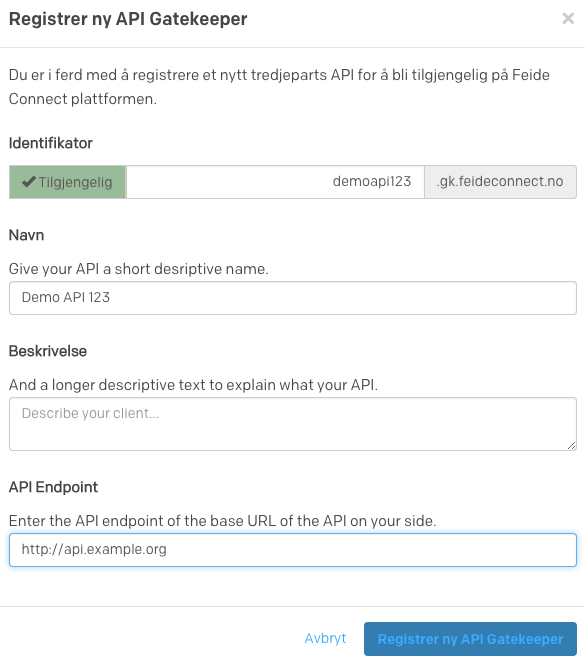 Registrer ny API Gatekeeper
×
Du er i ferd med å registrere et nytt tredjeparts API for å bli tilgjengelig på Feide
Connect plattformen.
Identifikator
Tilgjengelig demoapi123 .gk.feideconnect.no
Navn
Give your API a short desriptive name.
Demo API 123
Beskrivelse
And a longer descriptive text to explain what your API.
Describe your client...
API Endpoint
Enter the API endpoint of the base URL of the API on your side.
http://api.example.org
Avbryt Registrer ny API Gatekeeper